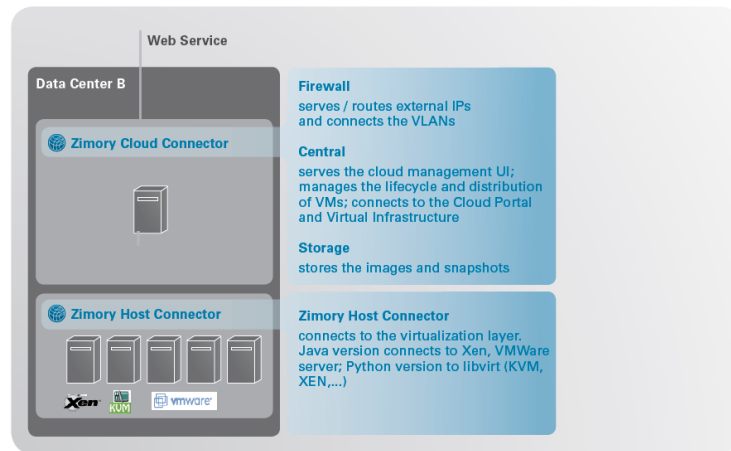 Web Service
Data Center B
Zimory Cloud Connector
Firewall
serves / routes external IPs
and connects the VLANs
Central
serves the cloud management UI;
manages the lifecycle and distribution
of VMs; connects to the Cloud Portal
and Virtual Infrastructure
Storage
stores the images and snapshots
Zimory Host Connector
Xen
KVM
vmware
Zimory Host Connector
connects to the virtualization layer.
Java version connects to Xen, VMWare
server; Python version to libvirt (KVM,
XEN,...)